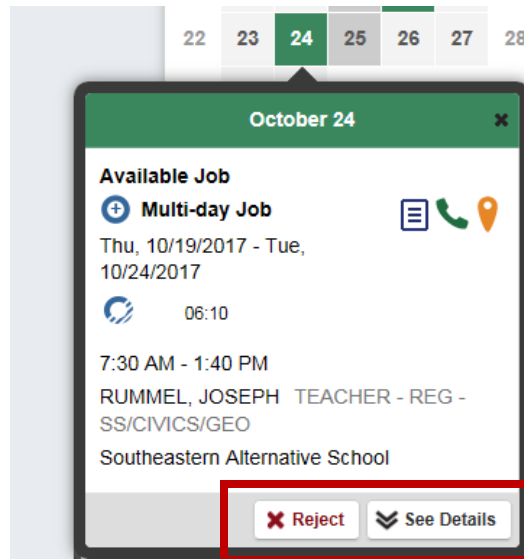 22 23 24 25 26 27 28
October 24
Available Job
Multi-day Job
Thu, 10/19/2017 - Tue,
10/24/2017
06:10
7:30 AM - 1:40 PM
RUMMEL, JOSEPH TEACHER - REG -
SS/CIVICS/GEO
Southeastern Alternative School
Reject See Details